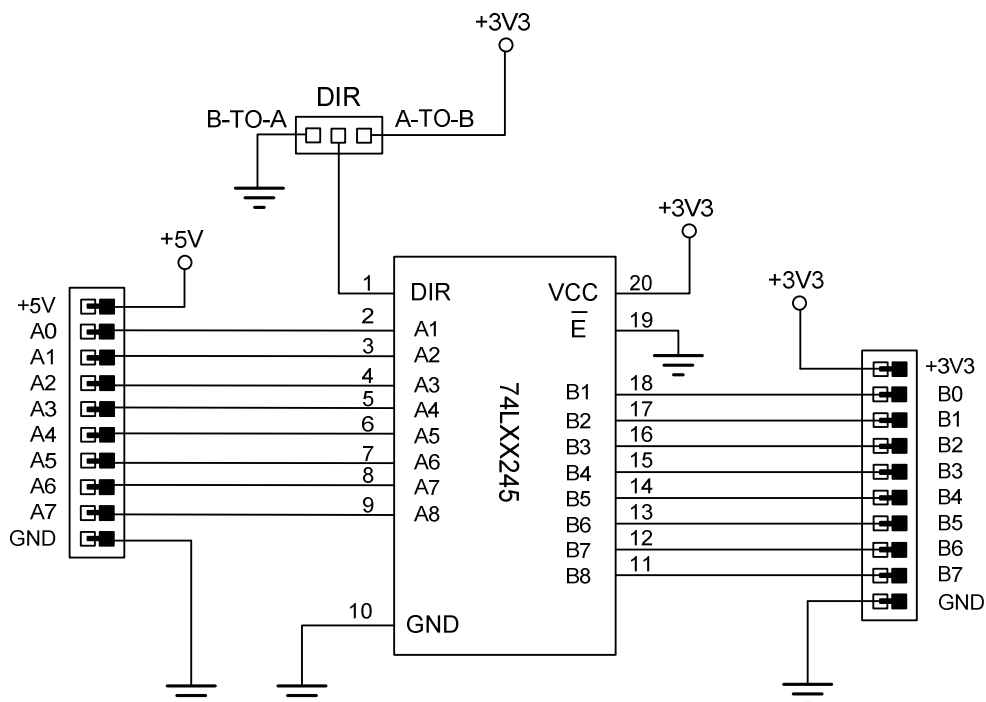 +3V3
DIR
B-TO-A
A-TO-B
+3V3
+5V
+3V3
1
DIR
VCC
20
+5V
2
A1
E
19
A0
3
A2
A1
4
A3
B1
18
+3V3
A2
5
A4
B2
17
B0
A3
6
A5
B3
16
B1
A4
7
A6
B4
15
B2
A5
8
A7
B5
14
B3
A6
9
A8
B6
13
B4
A7
B7
12
B5
GND
B8
11
B6
B7
GND
74LXX245
10
GND